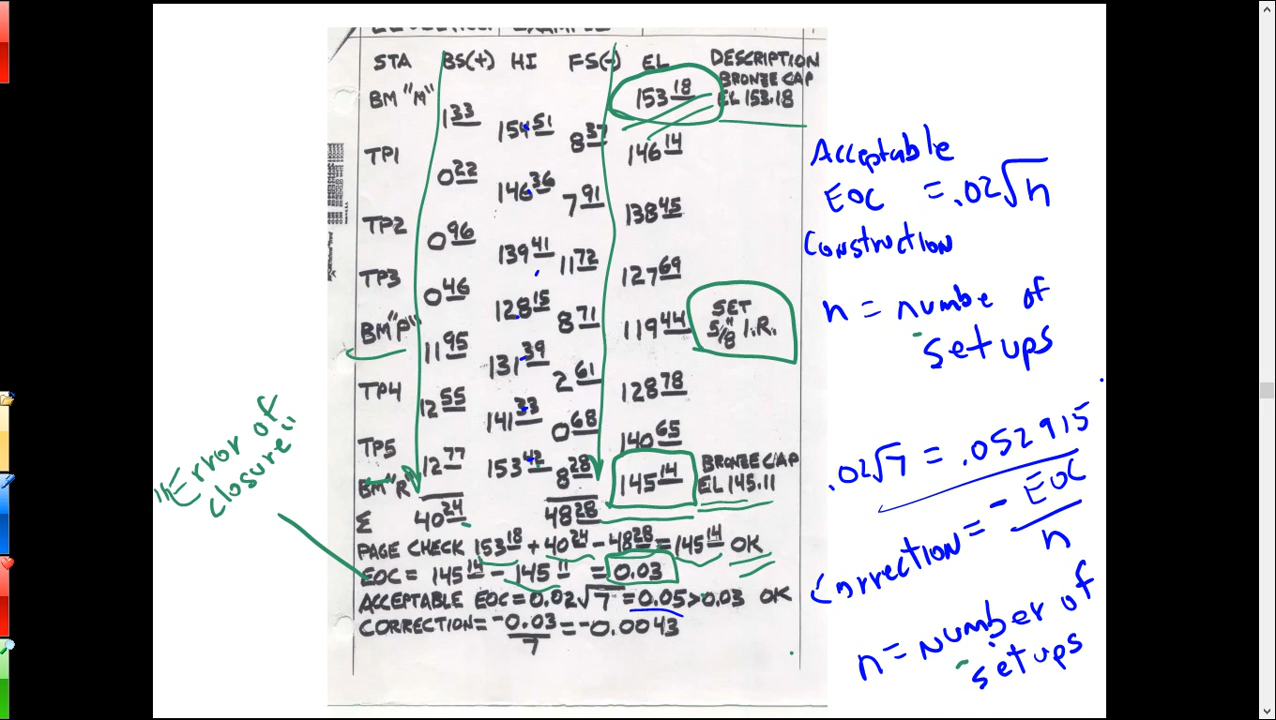 STA BS(+) HI FS(-) EL DESCRIPTION
BM "M" 153 18 BRONZE CAP
EL 153.18
1 33 154 51 8 37
TP1 146 14
0 22 146 36 7 91
TP2 138 45
0 96 139 41 11 72
TP3 127 69
0 46 128 15 8 71
BM "P" 119 44 SET
5/8" I.R.
11 95 131 39 2 61
TP4 128 78
12 55 141 33 0 68
TP5 140 65
12 77 153 42 8 28
BM "R" 145 14 BRONZE CAP
EL 145.11
Σ 40 24 48 28
PAGE CHECK 153 18 + 40 24 - 48 28 = 145 14 OK
EOC = 145 14 - 145 11 = 0.03
ACCEPTABLE EOC = 0.02√7 = 0.05 > 0.03 OK
CORRECTION = -0.03/7 = -0.0043
"Error of
closure"
Acceptable
EOC = .02√n
Construction
n = numbe of
setups
.02√7 = .052915
Correction = - EOC/n
n = number of
setups